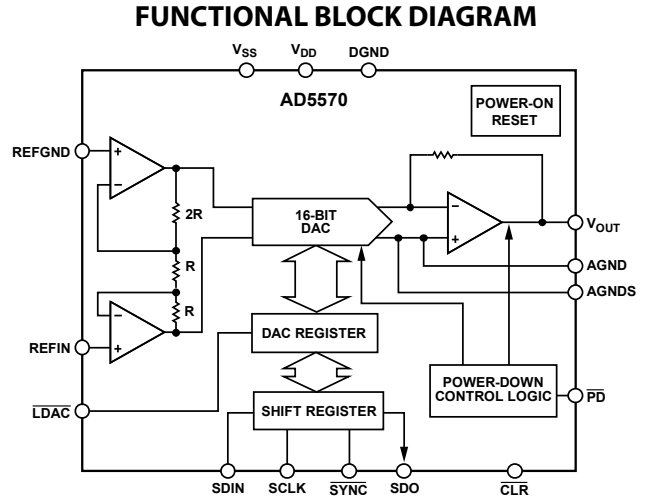 FUNCTIONAL BLOCK DIAGRAM
VSS VDD DGND
AD5570
POWER-ON
RESET
REFGND
+
–
2R
R
R
–
+
REFIN
16-BIT
DAC
–
+
VOUT
AGND
AGNDS
DAC REGISTER
SHIFT REGISTER
POWER-DOWN
CONTROL LOGIC
PD
LDAC
SDIN SCLK SYNC SDO CLR